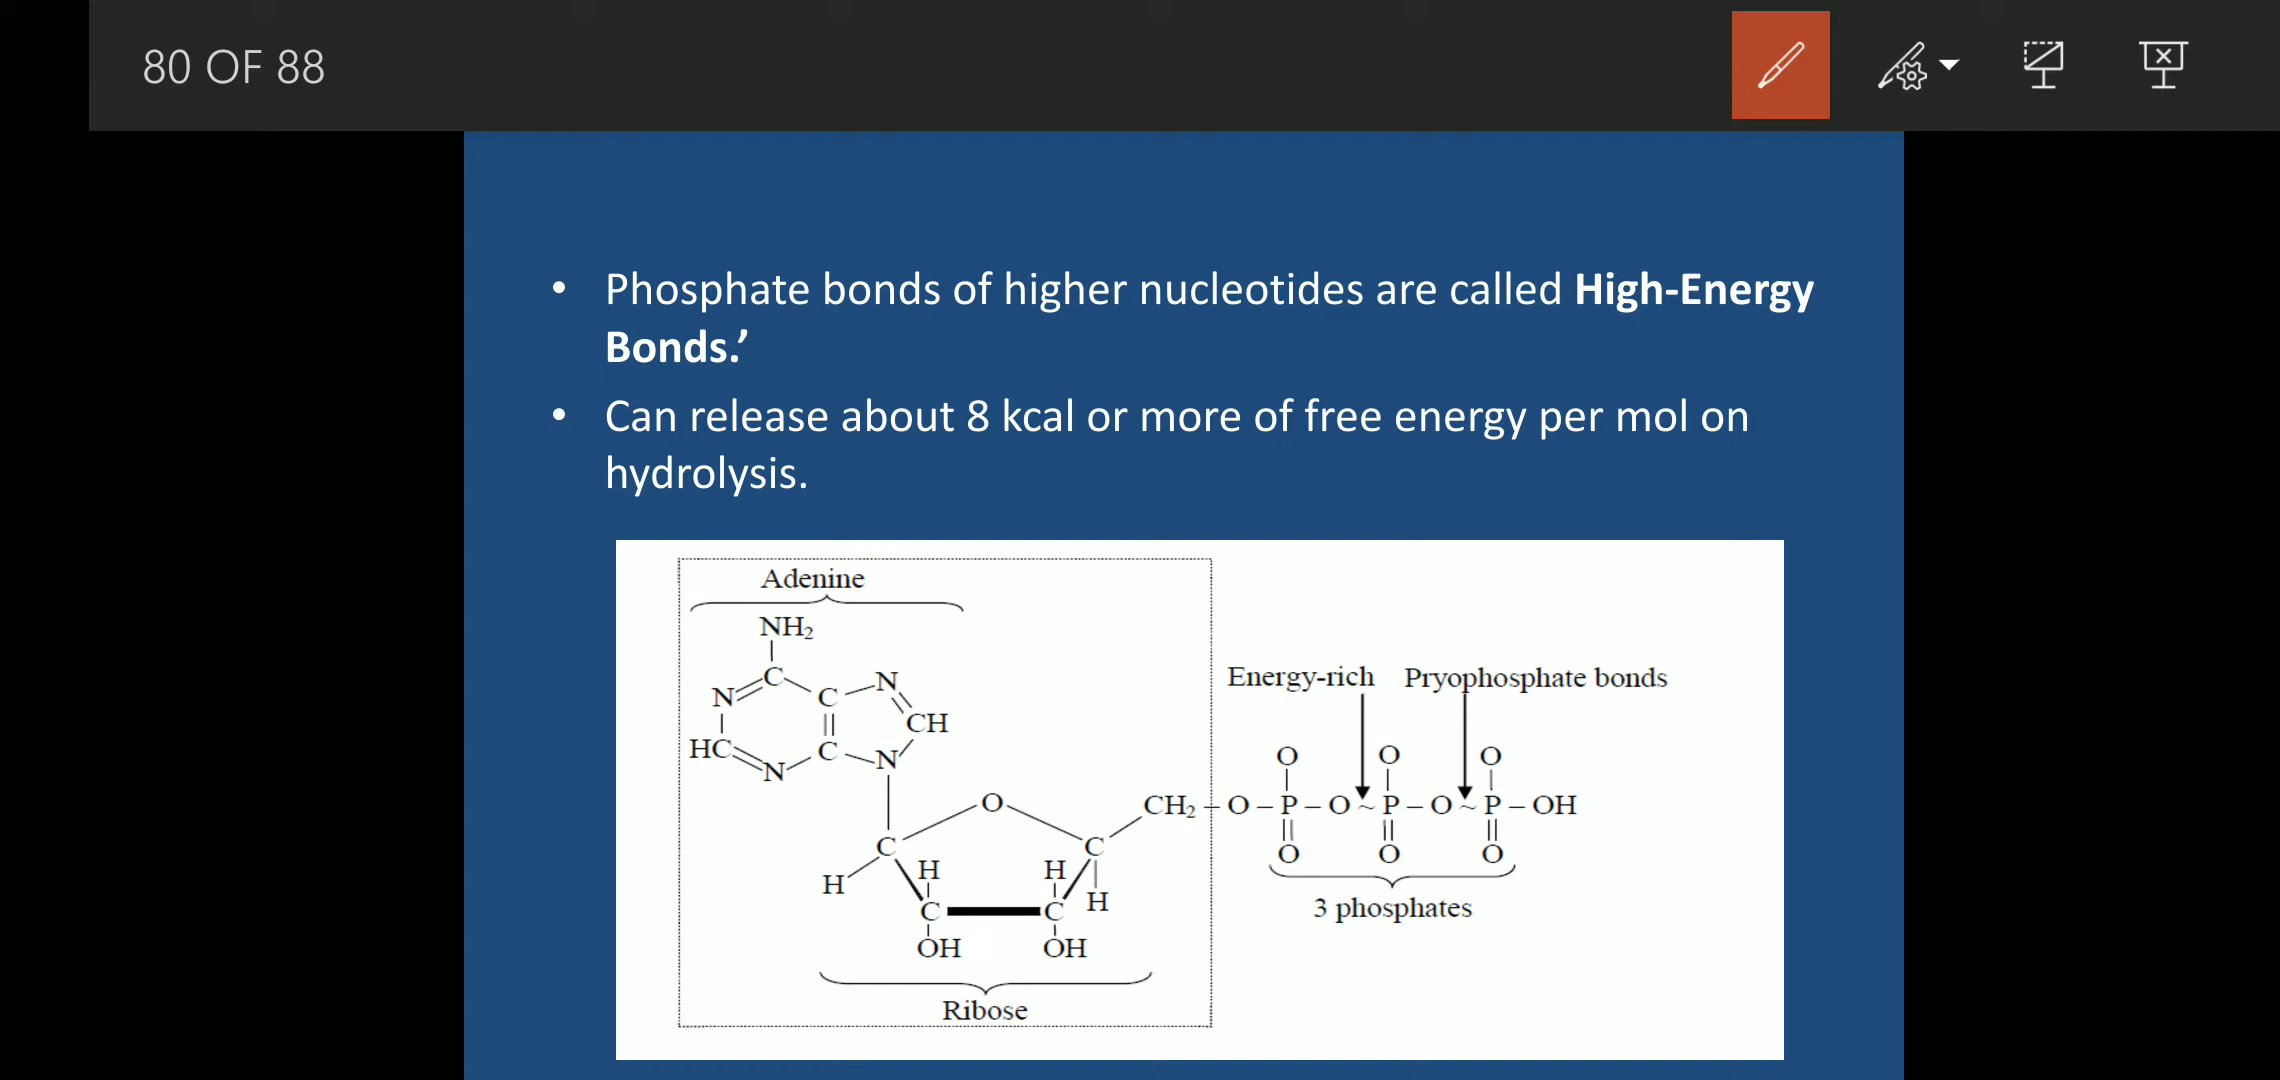 80 OF 88
• Phosphate bonds of higher nucleotides are called High-Energy
Bonds.’
• Can release about 8 kcal or more of free energy per mol on
hydrolysis.
Adenine
NH₂
C
N C N
CH
HC C N
N
Energy-rich Pryophosphate bonds
O O O
CH₂ – O – P – O ~ P – O ~ P – OH
O O O
3 phosphates
O
C C
H H H
H
C C
OH OH
Ribose